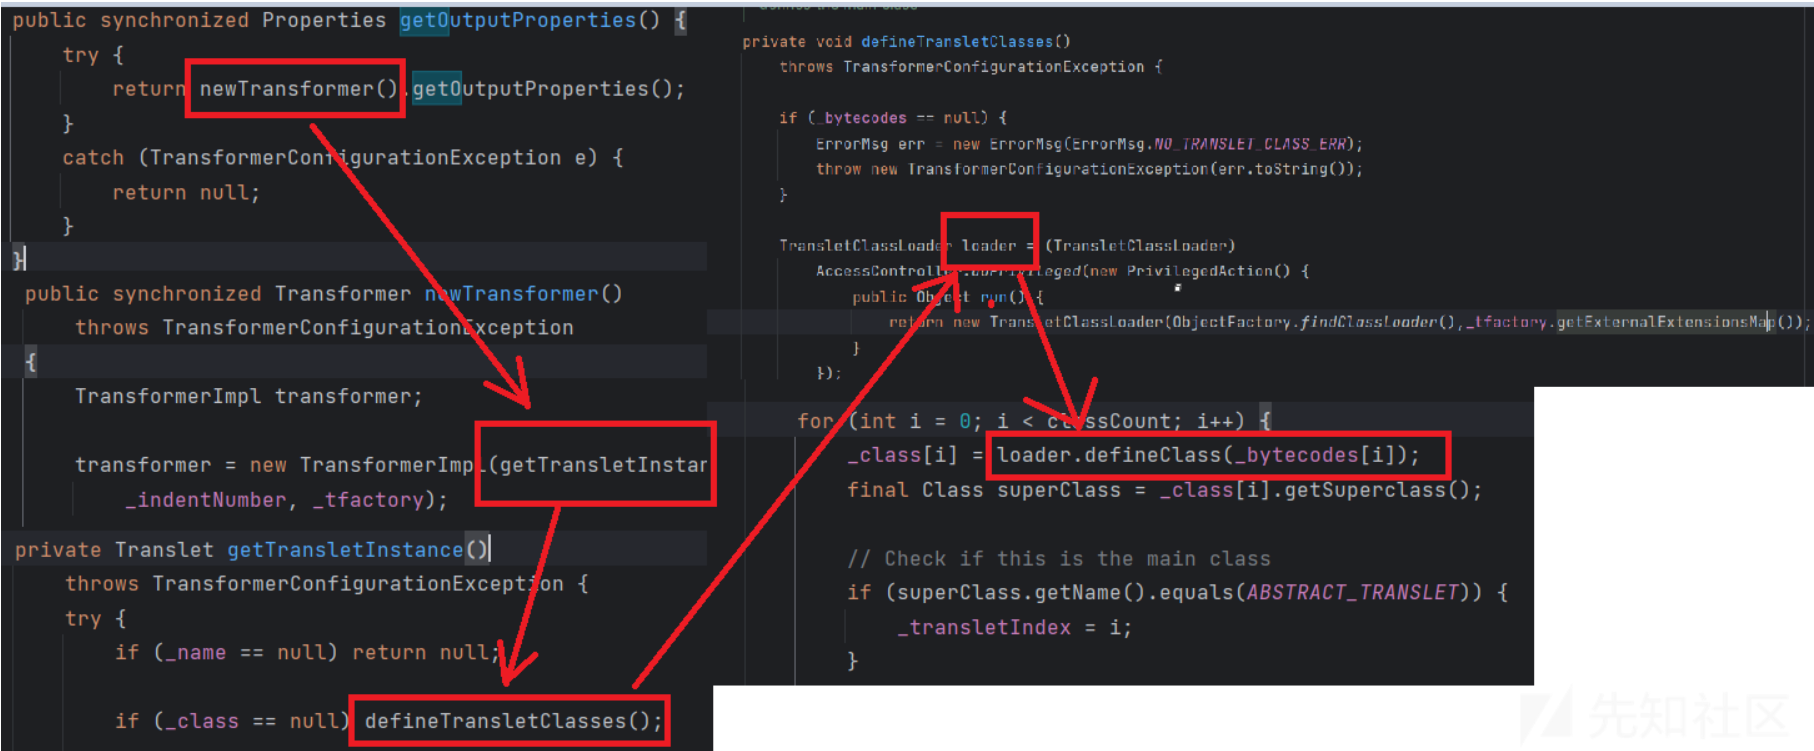 public synchronized Properties getOutputProperties() {
try {
return newTransformer().getOutputProperties();
}
catch (TransformerConfigurationException e) {
return null;
}
}
public synchronized Transformer newTransformer()
throws TransformerConfigurationException
{
TransformerImpl transformer;
transformer = new TransformerImpl(getTransletInstan
_indentNumber, _tfactory);
private Translet getTransletInstance()
throws TransformerConfigurationException {
try {
if (_name == null) return null;
if (_class == null) defineTransletClasses();
private void defineTransletClasses()
throws TransformerConfigurationException {
if (_bytecodes == null) {
ErrorMsg err = new ErrorMsg(ErrorMsg.NO_TRANSLET_CLASS_ERR);
throw new TransformerConfigurationException(err.toString());
}
TransletClassLoader loader = (TransletClassLoader)
AccessController.doPrivileged(new PrivilegedAction() {
public Object run() {
return new TransletClassLoader(ObjectFactory.findClassLoader(),_tfactory.getExternalExtensionsMap());
}
});
for (int i = 0; i < classCount; i++) {
_class[i] = loader.defineClass(_bytecodes[i]);
final Class superClass = _class[i].getSuperclass();
// Check if this is the main class
if (superClass.getName().equals(ABSTRACT_TRANSLET)) {
_transletIndex = i;
}
先知社区